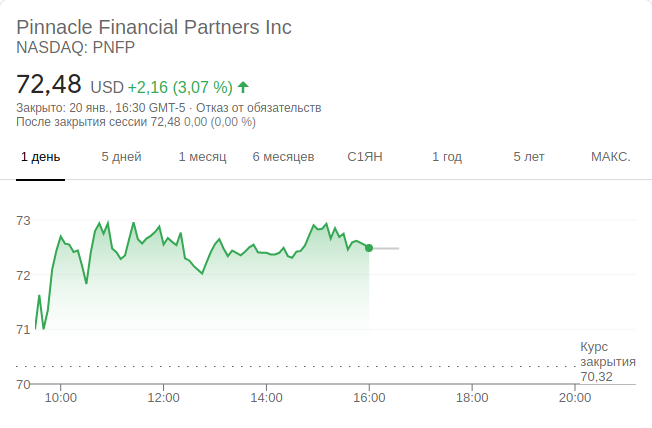 Pinnacle Financial Partners Inc
NASDAQ: PNFP
72,48 USD +2,16 (3,07 %)
Закрыто: 20 янв., 16:30 GMT-5 · Отказ от обязательств
После закрытия сессии 72,48 0,00 (0,00 %)
1 день 5 дней 1 месяц 6 месяцев С1ЯН 1 год 5 лет МАКС.
73
72
71
Курс
закрытия
70,32
70
10:00 12:00 14:00 16:00 18:00 20:00